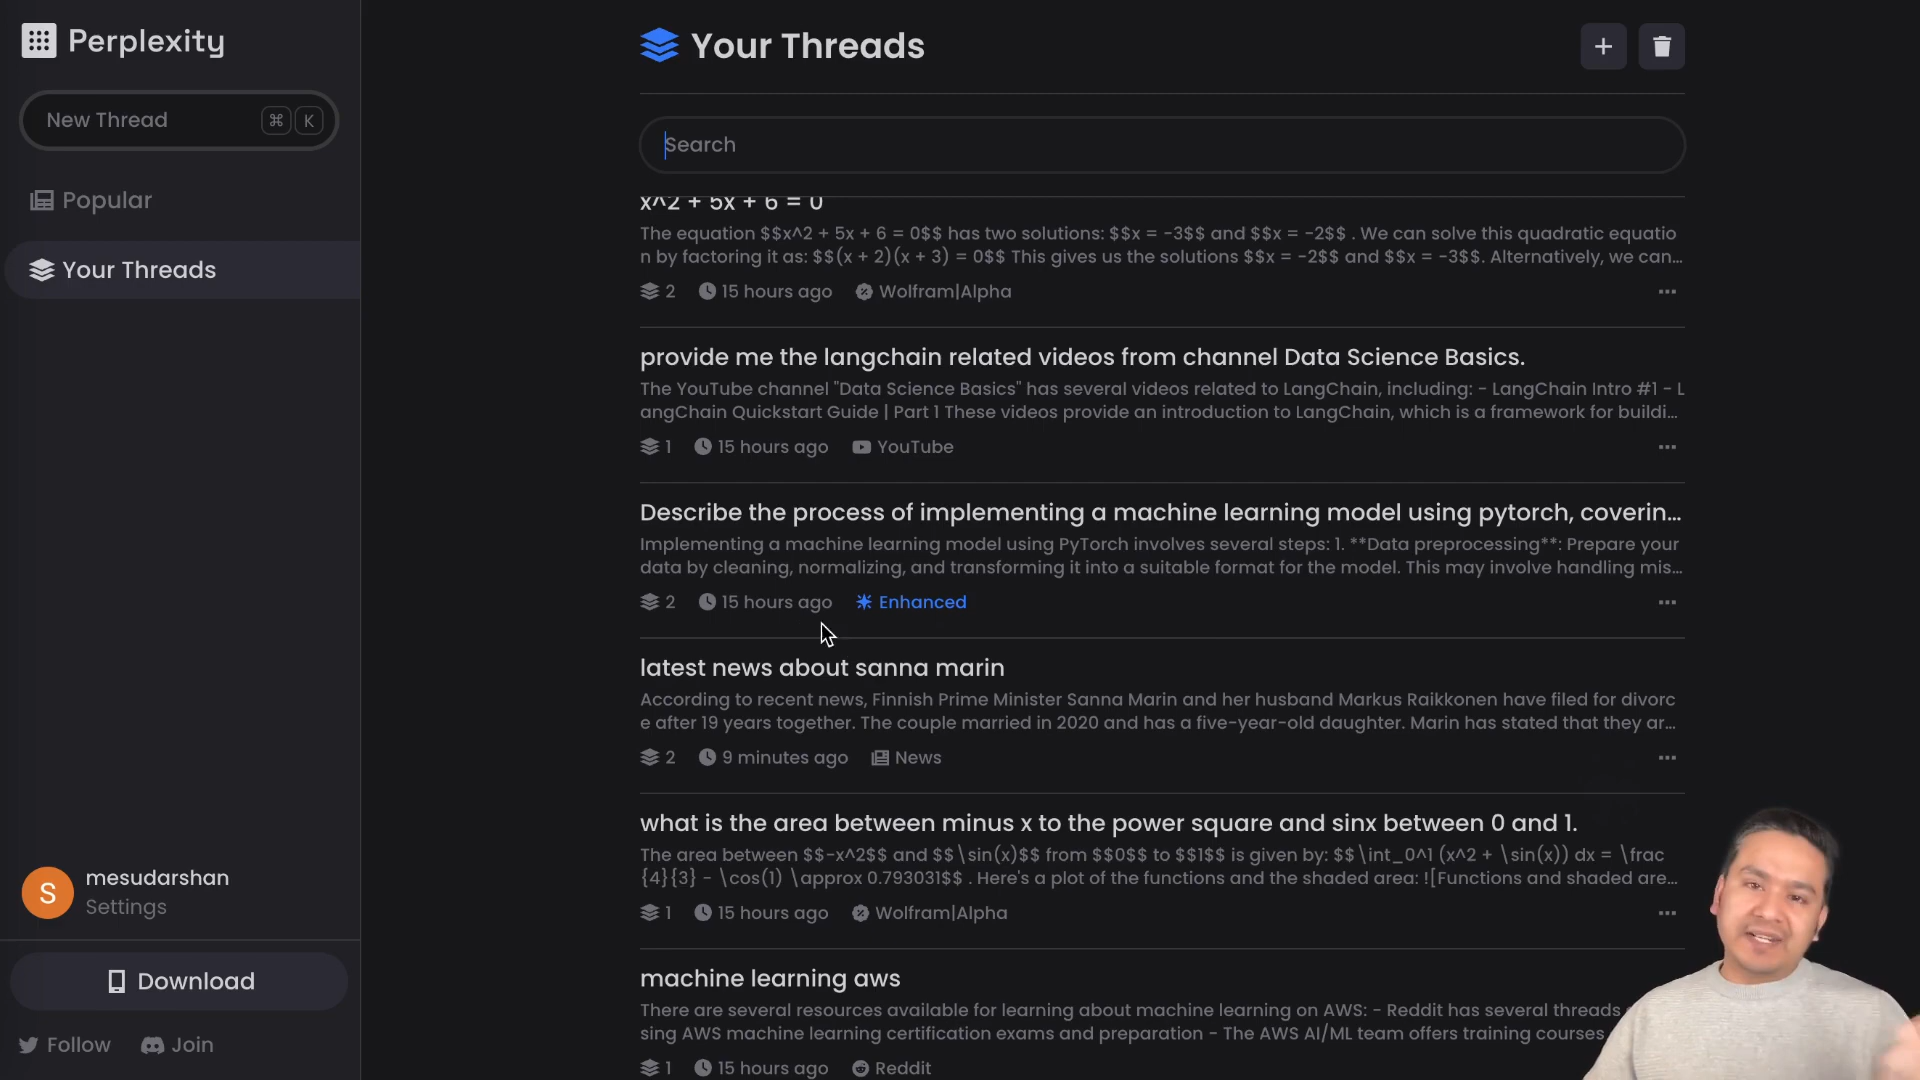 Perplexity
New Thread
⌘ K
Popular
Your Threads
mesudarshan
Settings
S
Download
Follow
Join
Your Threads
Search
x^2 + 5x + 6 = 0
The equation $$x^2 + 5x + 6 = 0$$ has two solutions: $$x = -3$$ and $$x = -2$$ . We can solve this quadratic equatio
n by factoring it as: $$(x + 2)(x + 3) = 0$$ This gives us the solutions $$x = -2$$ and $$x = -3$$. Alternatively, we can...
2 15 hours ago Wolfram|Alpha
provide me the langchain related videos from channel Data Science Basics.
The YouTube channel "Data Science Basics" has several videos related to LangChain, including: - LangChain Intro #1 - L
angChain Quickstart Guide | Part 1 These videos provide an introduction to LangChain, which is a framework for buildi...
1 15 hours ago YouTube
Describe the process of implementing a machine learning model using pytorch, coverin...
Implementing a machine learning model using PyTorch involves several steps: 1. **Data preprocessing**: Prepare your
data by cleaning, normalizing, and transforming it into a suitable format for the model. This may involve handling mis...
2 15 hours ago Enhanced
latest news about sanna marin
According to recent news, Finnish Prime Minister Sanna Marin and her husband Markus Raikkonen have filed for divorc
e after 19 years together. The couple married in 2020 and has a five-year-old daughter. Marin has stated that they ar...
2 9 minutes ago News
what is the area between minus x to the power square and sinx between 0 and 1.
The area between $$-x^2$$ and $$\sin(x)$$ from $$0$$ to $$1$$ is given by: $$\int_0^1 (x^2 + \sin(x)) dx = \frac
{4}{3} - \cos(1) \approx 0.793031$$ . Here's a plot of the functions and the shaded area: ![Functions and shaded are...
1 15 hours ago Wolfram|Alpha
machine learning aws
There are several resources available for learning about machine learning on AWS: - Reddit has several threads
sing AWS machine learning certification exams and preparation - The AWS AI/ML team offers training courses
1 15 hours ago Reddit